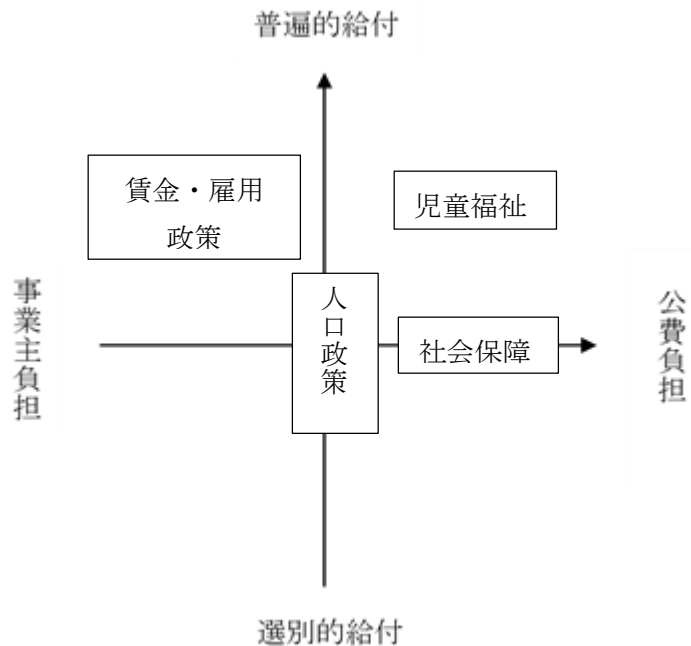 普遍的給付
賃金・雇用
政策
児童福祉
事業主負担
人口政策
社会保障
公費負担
選別的給付